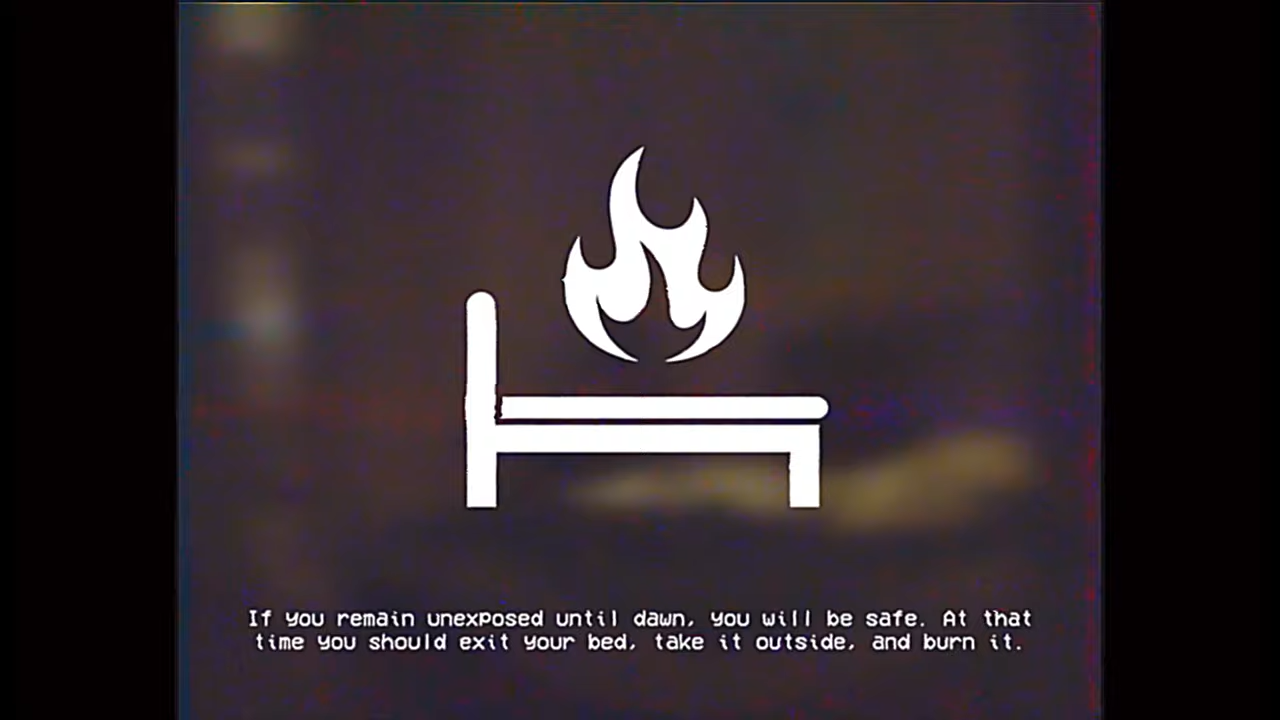 If you remain unexposed until dawn, you will be safe. At that
time you should exit your bed, take it outside, and burn it.